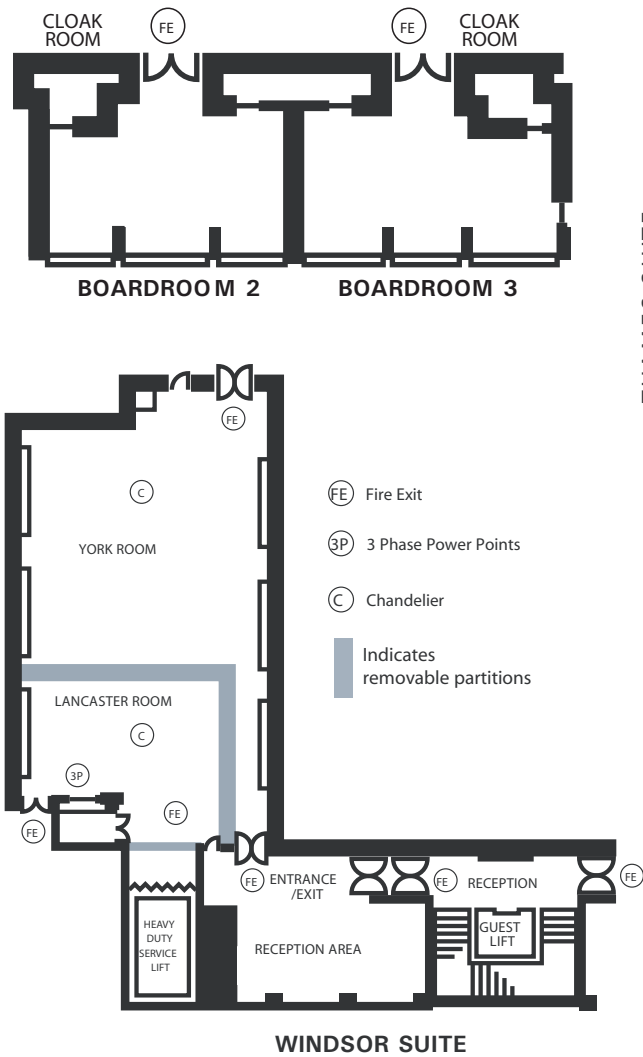 CLOAK
ROOM
FE
FE
CLOAK
ROOM
BOARDROOM 2
BOARDROOM 3
FE
C
YORK ROOM
FE Fire Exit
3P 3 Phase Power Points
C Chandelier
Indicates
removable partitions
LANCASTER ROOM
C
3P
FE
FE
FE
ENTRANCE
/EXIT
FE
RECEPTION
FE
HEAVY
DUTY
SERVICE
LIFT
RECEPTION AREA
GUEST
LIFT
WINDSOR SUITE